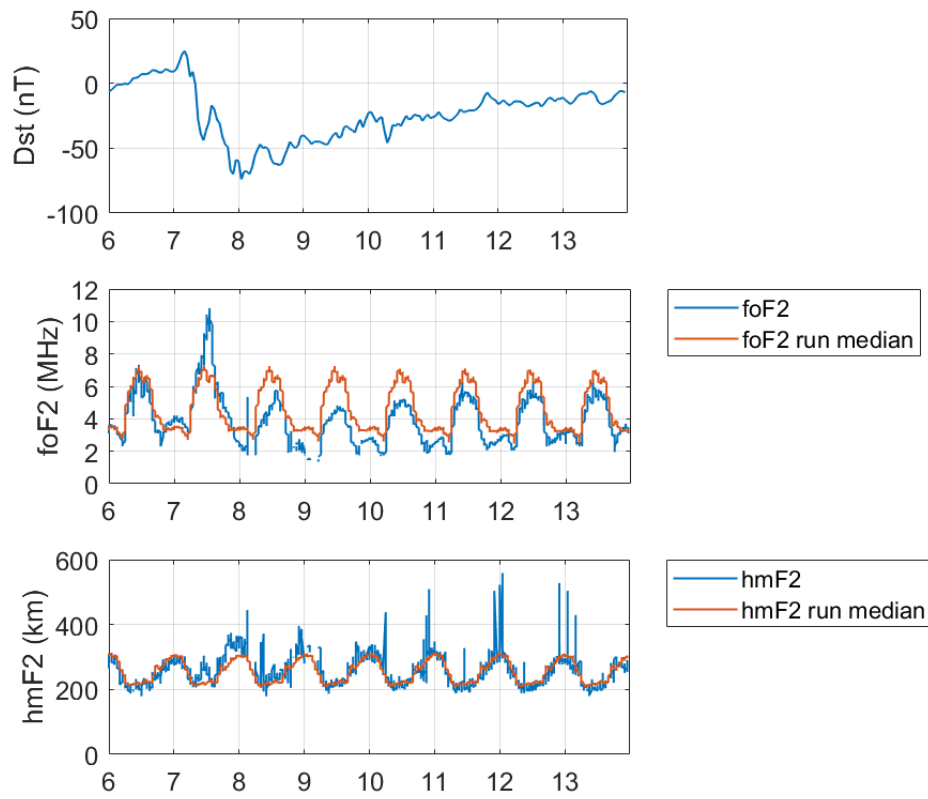 50
0
-50
-100
Dst (nT)
6 7 8 9 10 11 12 13
12
10
8
6
4
2
0
foF2 (MHz)
6 7 8 9 10 11 12 13
foF2
foF2 run median
600
400
200
0
hmF2 (km)
6 7 8 9 10 11 12 13
hmF2
hmF2 run median